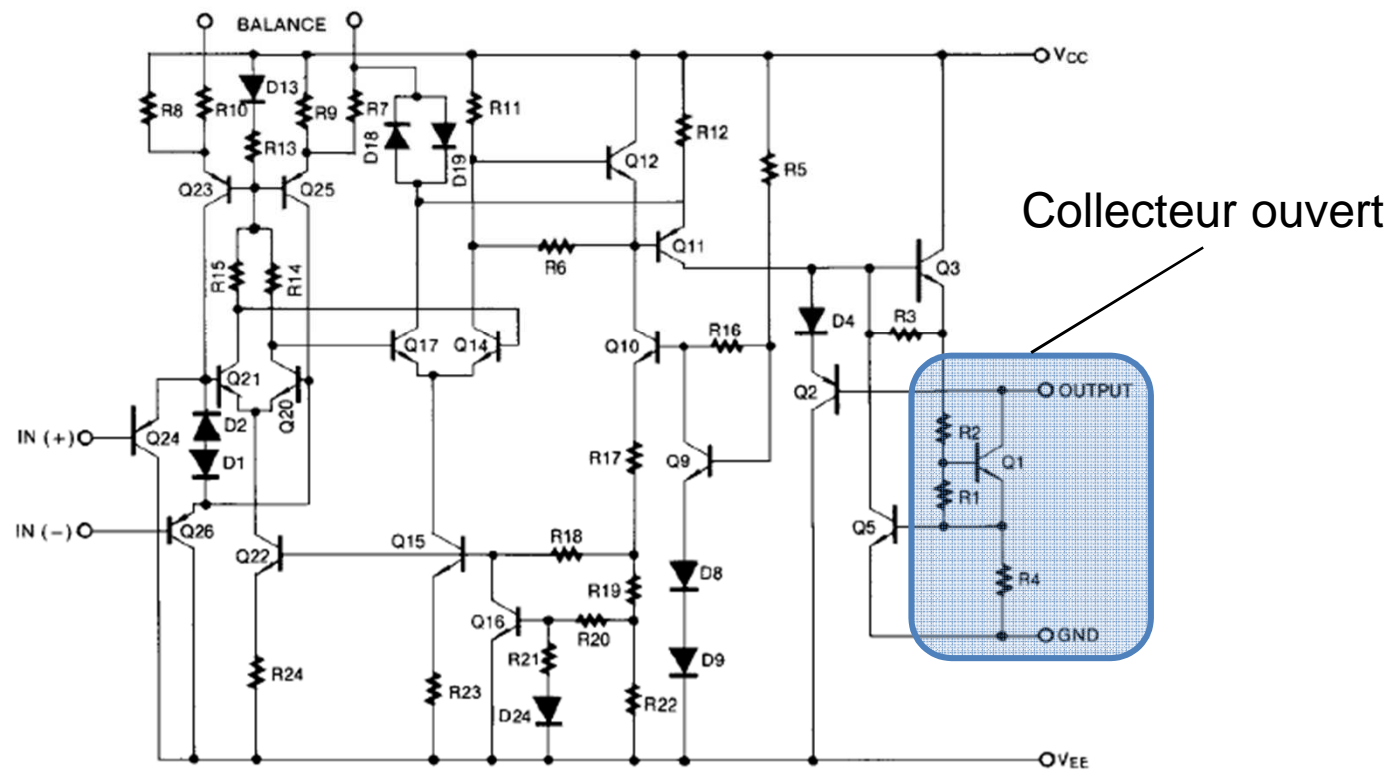 BALANCE
VCC
R8
R10
D13
R9
R7
R11
R13
D18
D19
R12
Q12
R5
Q23
Q25
Collecteur ouvert
R15
R14
R6
Q11
Q3
D4
R3
Q17
Q14
Q10
R16
Q21
Q20
Q2
OUTPUT
IN (+)
Q24
D2
D1
R17
Q9
R2
Q1
R1
IN (−)
Q26
Q22
Q15
R18
Q5
R19
D8
R4
Q16
R20
GND
R21
D9
R24
R23
D24
R22
VEE